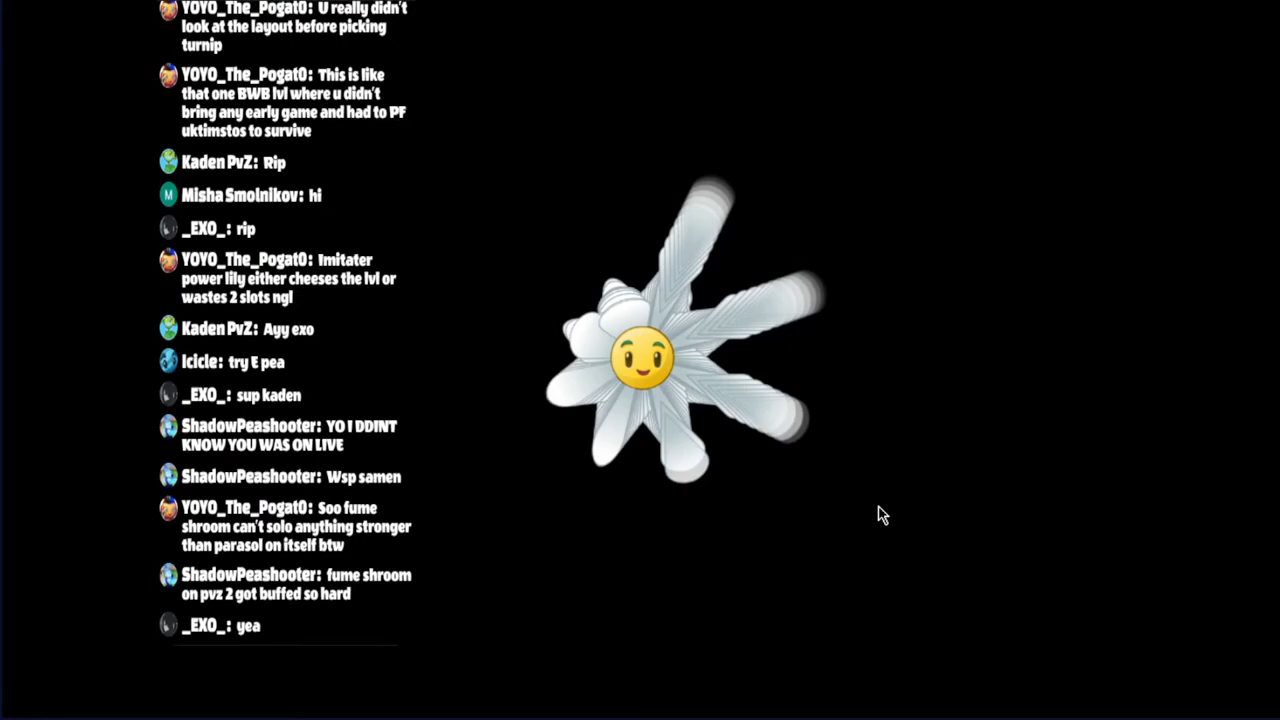 YOYO_The_Pogat0: U really didn't
look at the layout before picking
turnip
YOYO_The_Pogat0: This is like
that one BWB lvl where u didn't
bring any early game and had to PF
uktimstos to survive
Kaden PvZ: Rip
M Misha Smolnikov: hi
_EXO_: rip
YOYO_The_Pogat0: Imitater
power lily either cheeses the lvl or
wastes 2 slots ngl
Kaden PvZ: Ayy exo
Icicle: try E pea
_EXO_: sup kaden
ShadowPeashooter: YO I DDINT
KNOW YOU WAS ON LIVE
ShadowPeashooter: Wsp samen
YOYO_The_Pogat0: Soo fume
shroom can't solo anything stronger
than parasol on itself btw
ShadowPeashooter: fume shroom
on pvz 2 got buffed so hard
_EXO_: yea